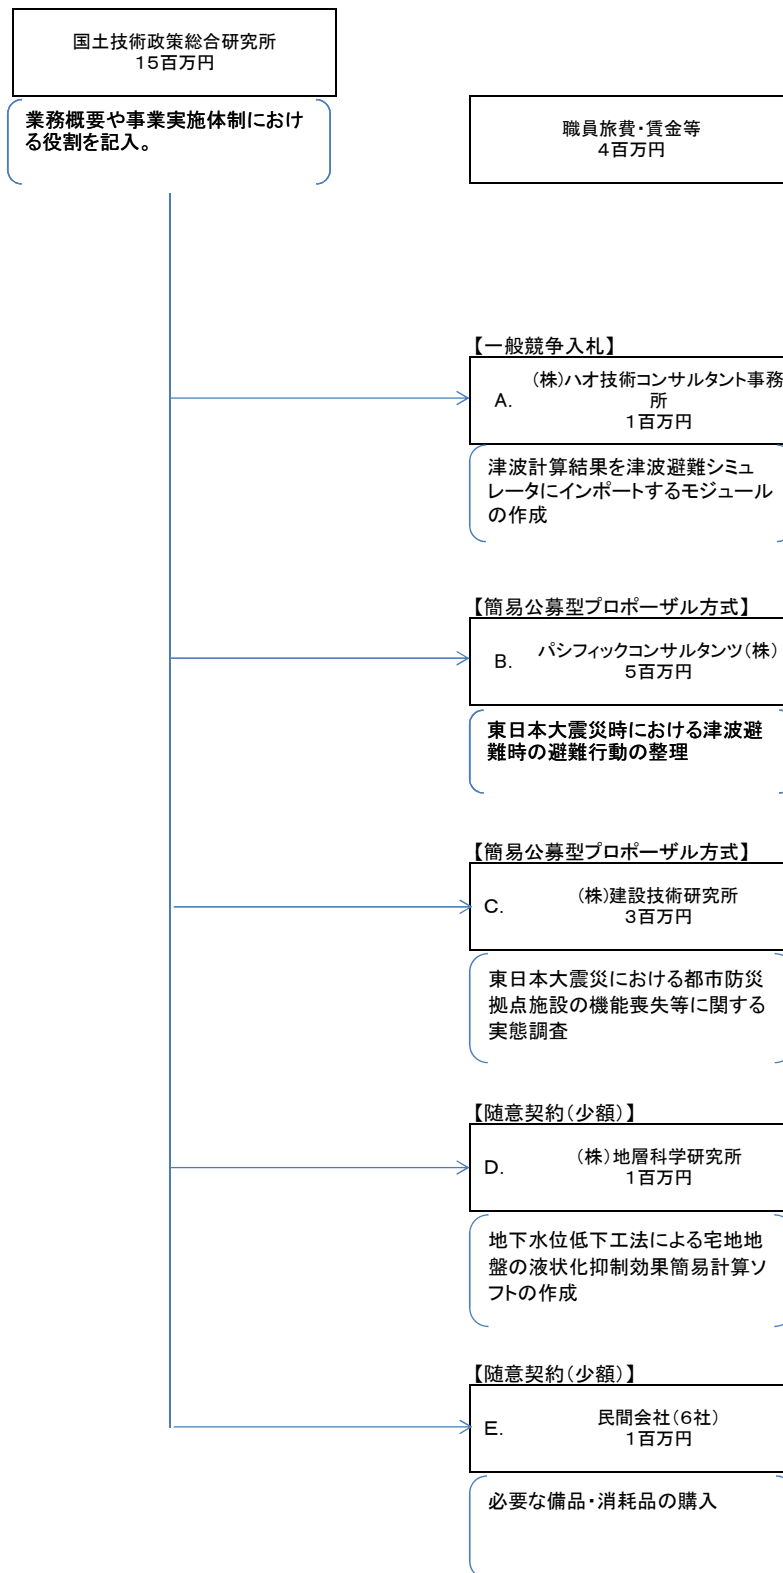 国土技術政策総合研究所
15百万円
業務概要や事業実施体制におけ
る役割を記入。
職員旅費・賃金等
4百万円
【一般競争入札】
A.
(株)ハオ技術コンサルタント事務
所
1百万円
津波計算結果を津波避難シミュ
レータにインポートするモジュール
の作成
【簡易公募型プロポーザル方式】
B.
パシフィックコンサルタンツ(株)
5百万円
東日本大震災時における津波避
難時の避難行動の整理
【簡易公募型プロポーザル方式】
C.
(株)建設技術研究所
3百万円
東日本大震災における都市防災
拠点施設の機能喪失等に関する
実態調査
【随意契約(少額)】
D.
(株)地層科学研究所
1百万円
地下水位低下工法による宅地地
盤の液状化抑制効果簡易計算ソ
フトの作成
【随意契約(少額)】
E.
民間会社(6社)
1百万円
必要な備品・消耗品の購入